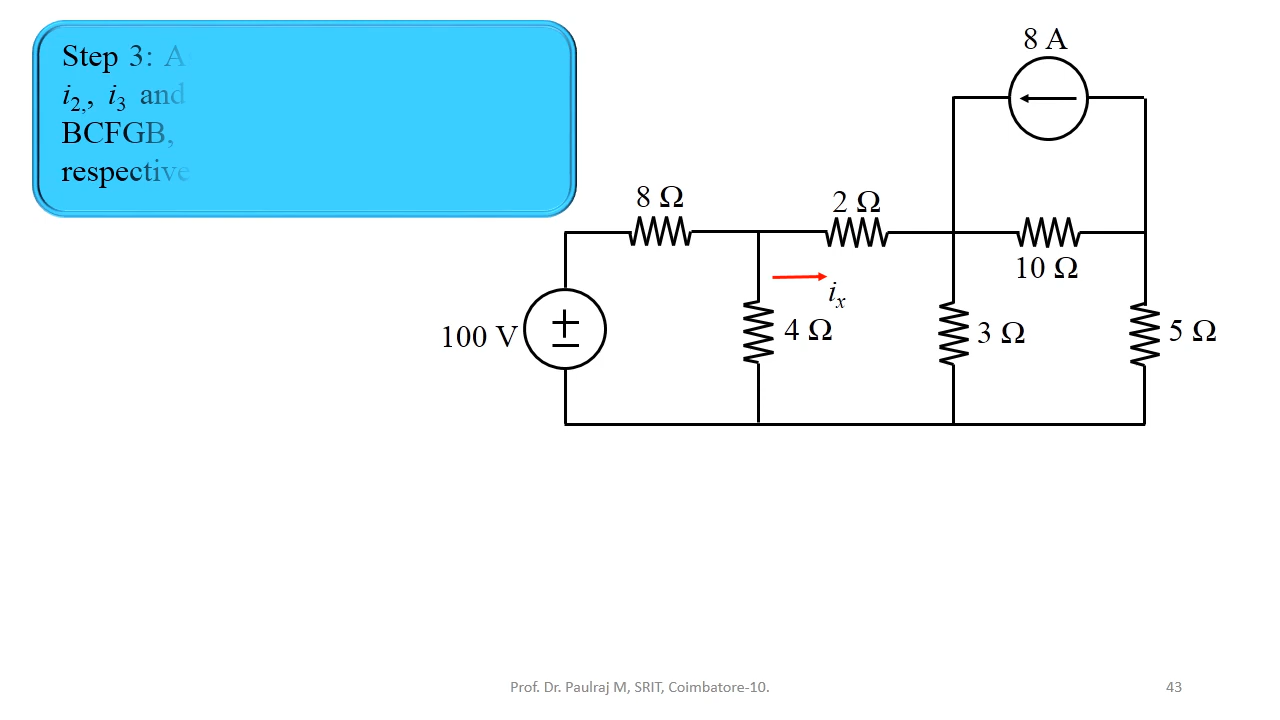 Step 3: A
i2,, i3 and
BCFGB,
respective
8 A
8 Ω
2 Ω
10 Ω
ix
100 V
4 Ω
3 Ω
5 Ω
Prof. Dr. Paulraj M, SRIT, Coimbatore-10.
43